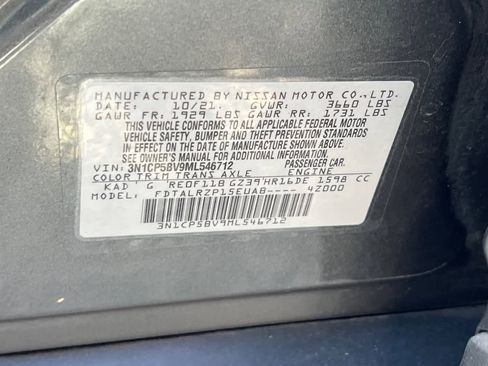 MANUFACTURED BY NISSAN MOTOR CO., LTD.
DATE: 10/21. GVWR: 3660 LBS
GAWR FR: 1929 LBS GAWR RR: 1731 LBS
THIS VEHICLE CONFORMS TO ALL APPLICABLE FEDERAL MOTOR
VEHICLE SAFETY, BUMPER AND THEFT PREVENTION STANDARDS
IN EFFECT ON THE DATE OF MANUFACTURE SHOWN ABOVE.
SEE OWNER'S MANUAL FOR ADDITIONAL INFORMATION.
VIN: 3N1CP5BV9ML546712 PASSENGER CAR.
COLOR TRIM TRANS AXLE ENGINE
KAD G RE0F11B GZ39 HR16DE 1598 CC
MODEL: FDTALRZP15EUAB---- 4Z000
3N1CP5BV9ML546712